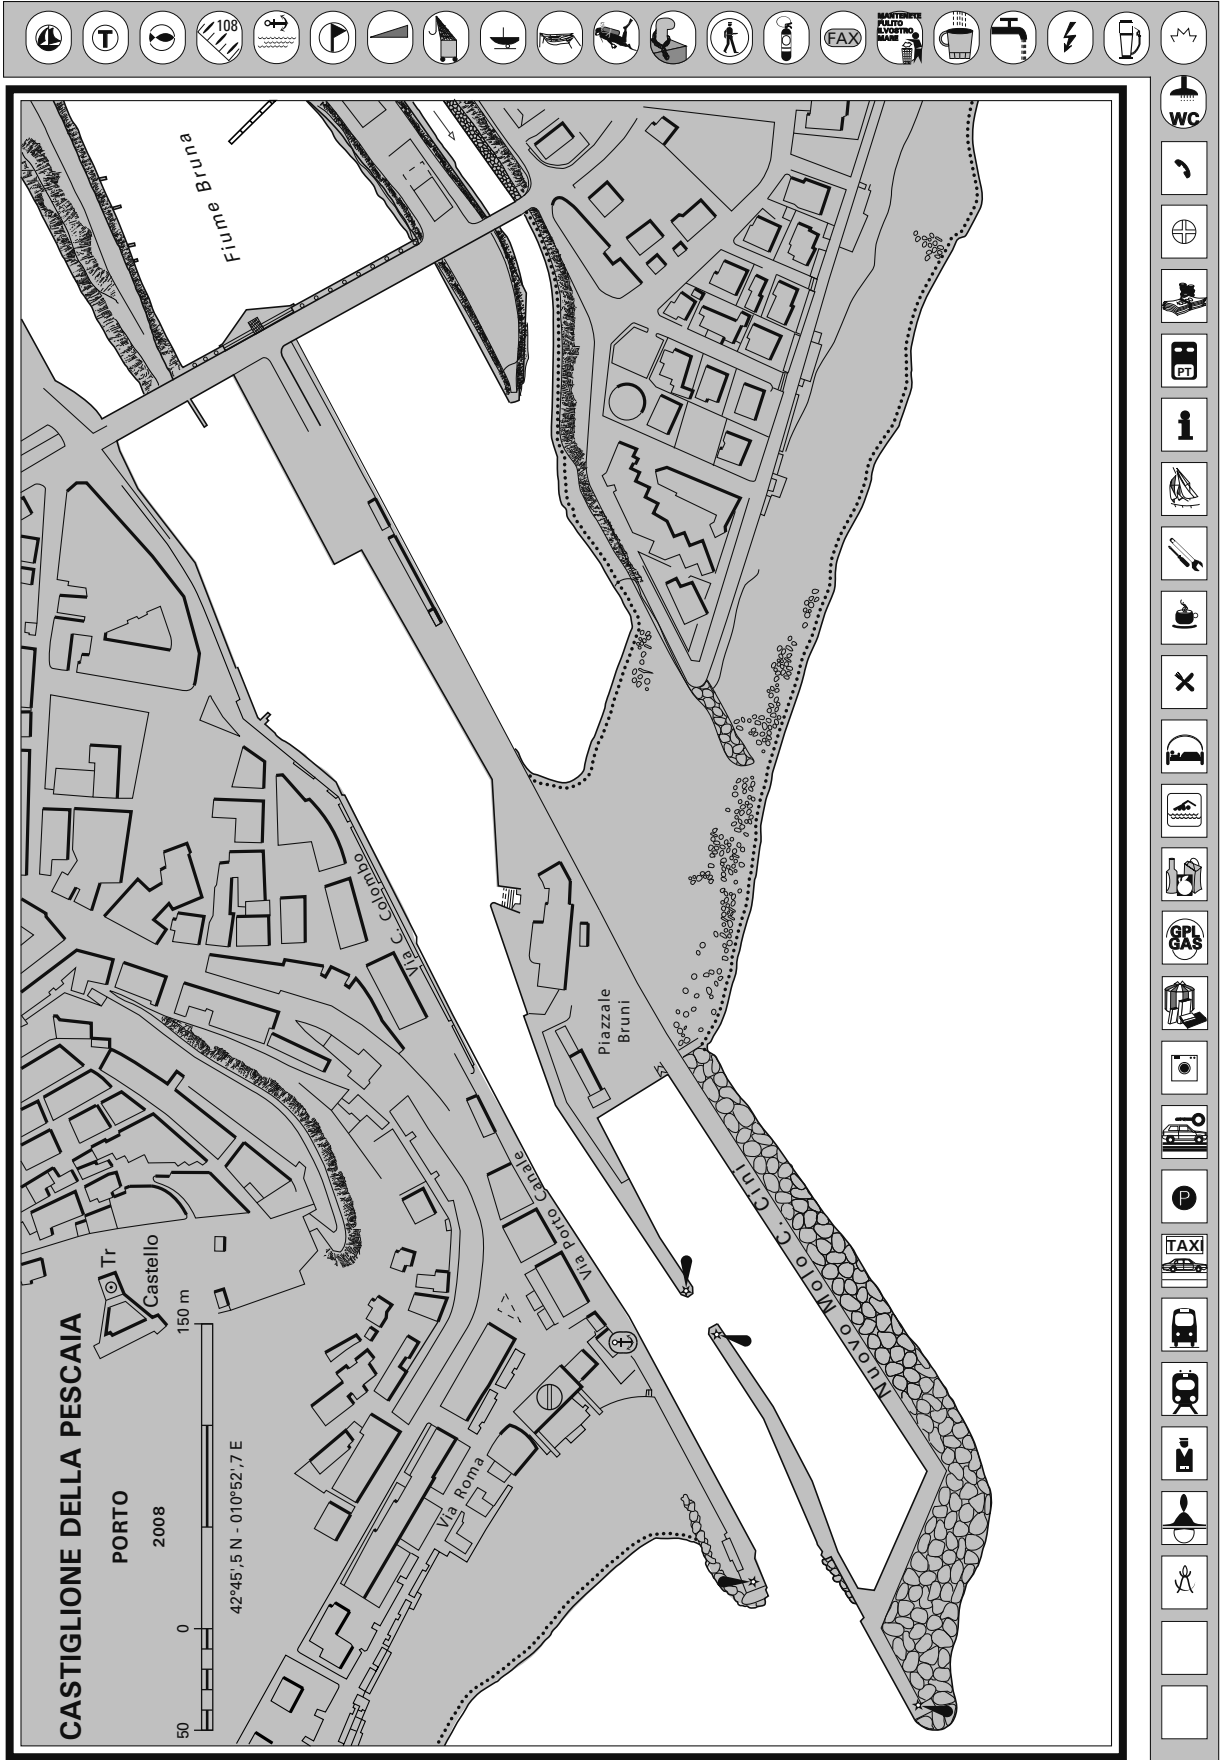 T
108
FAX
MANTENETE
PULITO
IL VOSTRO
MARE
WC
PT
GPL
GAS
P
TAXI
CASTIGLIONE DELLA PESCAIA
PORTO
2008
50
0
150 m
42°45',5 N - 010°52',7 E
Tr
Castello
Fiume Bruna
Via C. Colombo
Piazzale
Bruni
Via Porto Canale
Nuovo Molo C. Cini
Via Roma